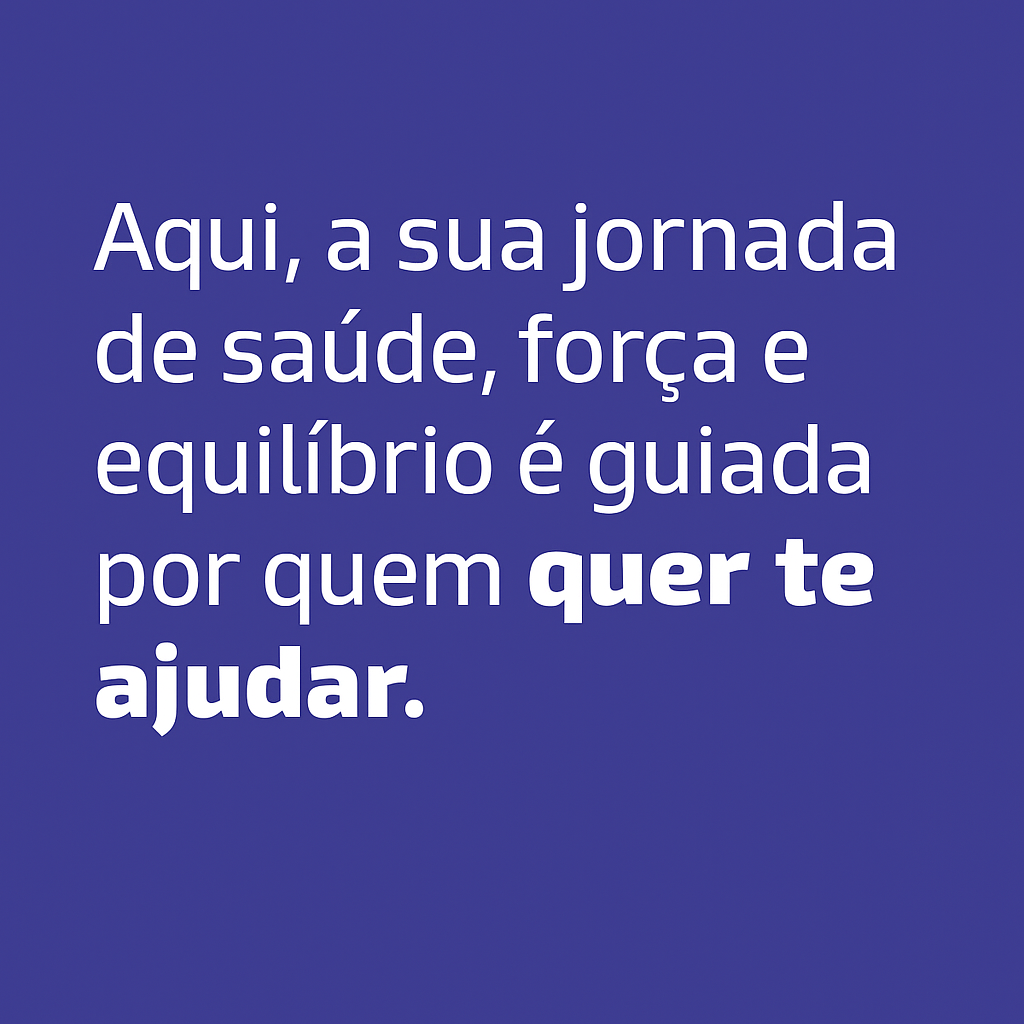 Aqui, a sua jornada
de saúde, força e
equilíbrio é guiada
por quem quer te
ajudar.